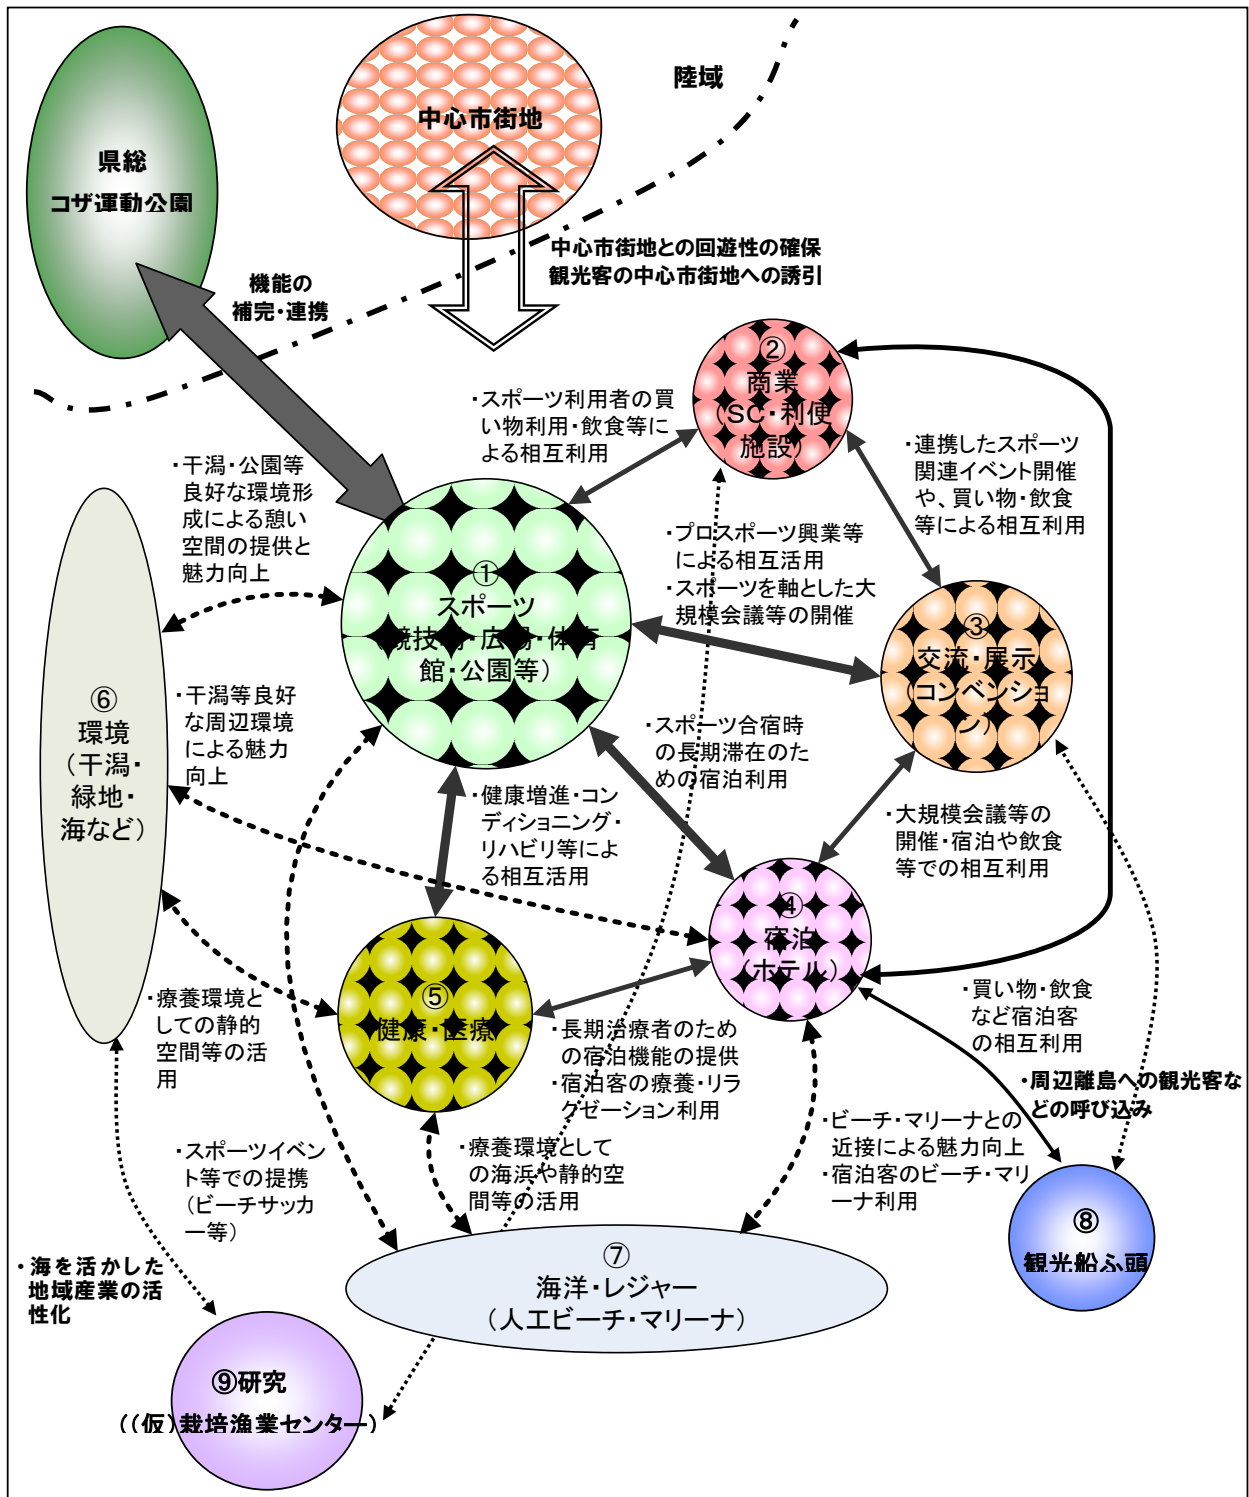 陸域
中心市街地
県総
コザ運動公園
中心市街地との回遊性の確保
観光客の中心市街地への誘引
機能の
補完・連携
②
商業
（SC・利便
施設）
・スポーツ利用者の買
い物利用・飲食等に
よる相互利用
・連携したスポーツ
関連イベント開催
や、買い物・飲食
等による相互利用
・干潟・公園等
良好な環境形
成による憩い
空間の提供と
魅力向上
・プロスポーツ興業等
による相互活用
・スポーツを軸とした大
規模会議等の開催
①
スポーツ
（競技場・広場・体育
館・公園等）
③
交流・展示
（コンベンショ
ン）
⑥
環境
（干潟・
緑地・
海など）
・干潟等良好
な周辺環境
による魅力
向上
・スポーツ合宿時
の長期滞在のた
めの宿泊利用
・健康増進・コン
ディショニング・
リハビリ等によ
る相互活用
・大規模会議等の
開催・宿泊や飲食
等での相互利用
④
宿泊
（ホテル）
⑤
健康・医療
・療養環境と
しての静的
空間等の活
用
・長期治療者のため
の宿泊機能の提供
・宿泊客の療養・リラ
クゼーション利用
・買い物・飲食
など宿泊客
の相互利用
・周辺離島への観光客な
どの呼び込み
・ビーチ・マリーナとの
近接による魅力向上
・宿泊客のビーチ・マリ
ーナ利用
・スポーツイベン
ト等での提携
（ビーチサッカ
ー等）
・療養環境として
の海浜や静的空
間等の活用
⑧
観光船ふ頭
⑦
海洋・レジャー
（人工ビーチ・マリーナ）
・海を活かした
地域産業の活
性化
⑨研究
（(仮)栽培漁業センター）